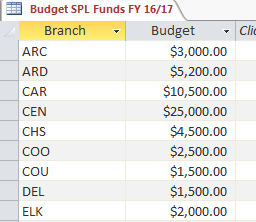 Budget SPL Funds FY 16/17
Branch Budget Clic
ARC $3,000.00
ARD $5,200.00
CAR $10,500.00
CEN $25,000.00
CHS $4,500.00
COO $2,500.00
COU $1,500.00
DEL $1,500.00
ELK $2,000.00